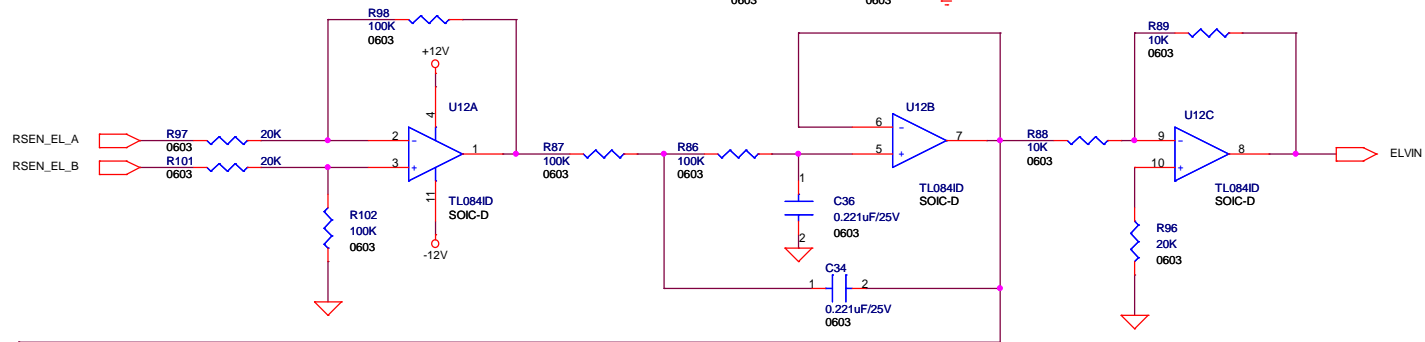 0603
0603
R98
100K
0603
+12V
4
U12A
RSEN_EL_A
R97
0603
20K
2
1
RSEN_EL_B
R101
0603
20K
3
11
TL084ID
SOIC-D
-12V
R102
100K
0603
R87
100K
0603
R86
100K
0603
1
C36
0.221uF/25V
0603
2
C34
1
2
0.221uF/25V
0603
U12B
6
7
5
TL084ID
SOIC-D
R89
10K
0603
R88
10K
0603
U12C
9
8
10
TL084ID
SOIC-D
R96
20K
0603
ELVIN